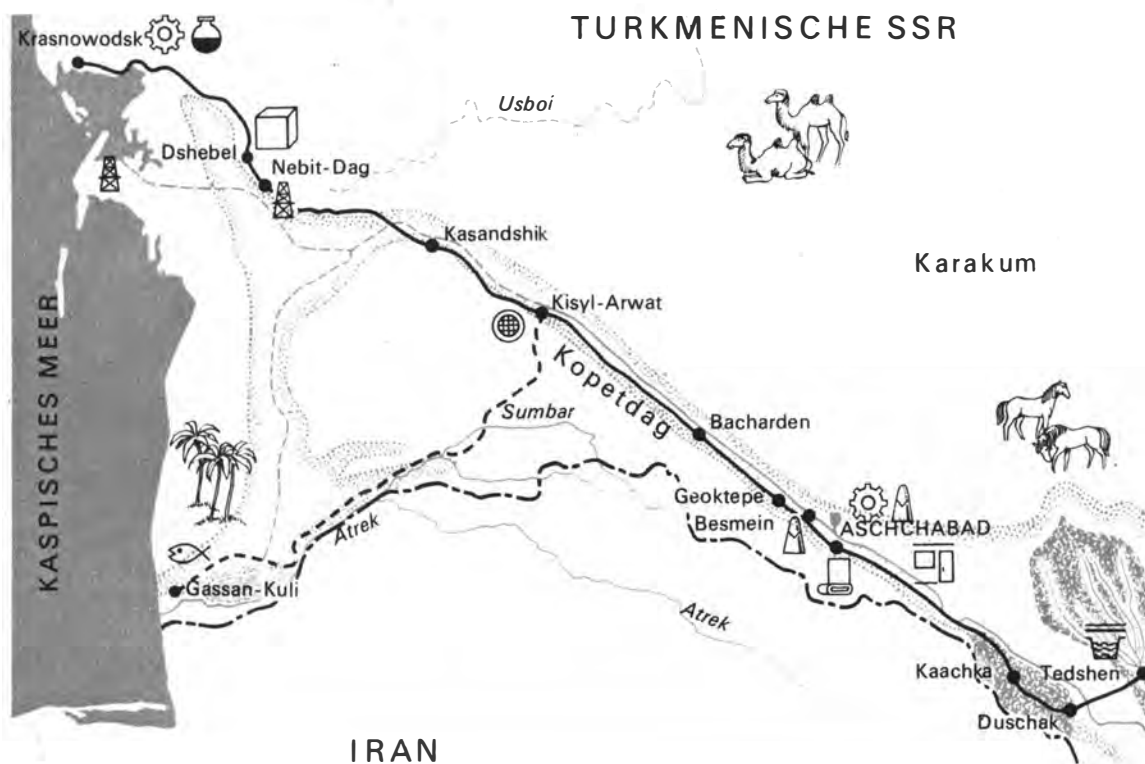 TURKMENISCHE SSR
Krasnowodsk
Usboi
Dshebel
Nebit-Dag
Kasandshik
Karakum
KASPISCHES MEER
Kisyl-Arwat
Kopetdag
Sumbar
Bacharden
Geoktepe
Besmein
ASCHCHABAD
Atrek
Gassan-Kuli
Atrek
Kaachka
Tedshen
Duschak
IRAN